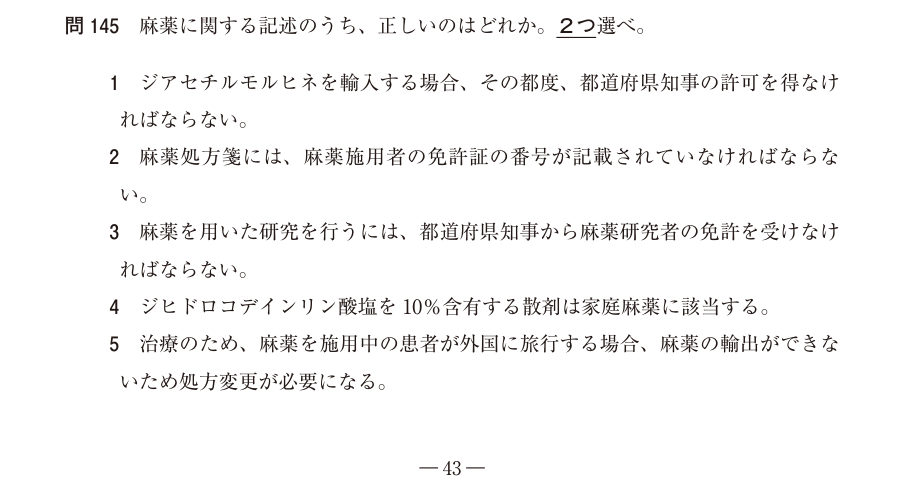 問 145 麻薬に関する記述のうち、正しいのはどれか。2つ選べ。
1 ジアセチルモルヒネを輸入する場合、その都度、都道府県知事の許可を得なけ
ればならない。
2 麻薬処方箋には、麻薬施用者の免許証の番号が記載されていなければならな
い。
3 麻薬を用いた研究を行うには、都道府県知事から麻薬研究者の免許を受けなけ
ればならない。
4 ジヒドロコデインリン酸塩を 10%含有する散剤は家庭麻薬に該当する。
5 治療のため、麻薬を施用中の患者が外国に旅行する場合、麻薬の輸出ができな
いため処方変更が必要になる。
— 43 —